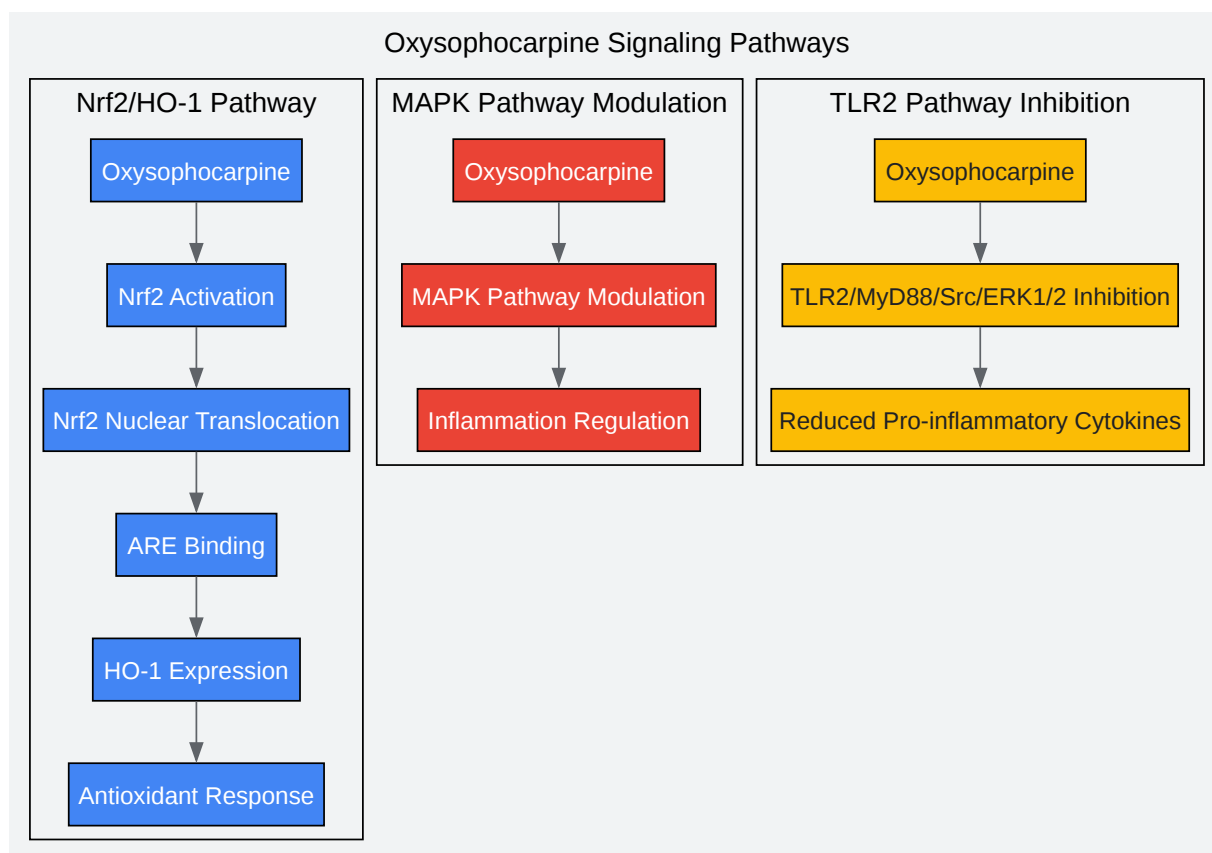 Oxysophocarpine Signaling Pathways
Nrf2/HO-1 Pathway
Oxysophocarpine
Nrf2 Activation
Nrf2 Nuclear Translocation
ARE Binding
HO-1 Expression
Antioxidant Response
MAPK Pathway Modulation
Oxysophocarpine
MAPK Pathway Modulation
Inflammation Regulation
TLR2 Pathway Inhibition
Oxysophocarpine
TLR2/MyD88/Src/ERK1/2 Inhibition
Reduced Pro-inflammatory Cytokines